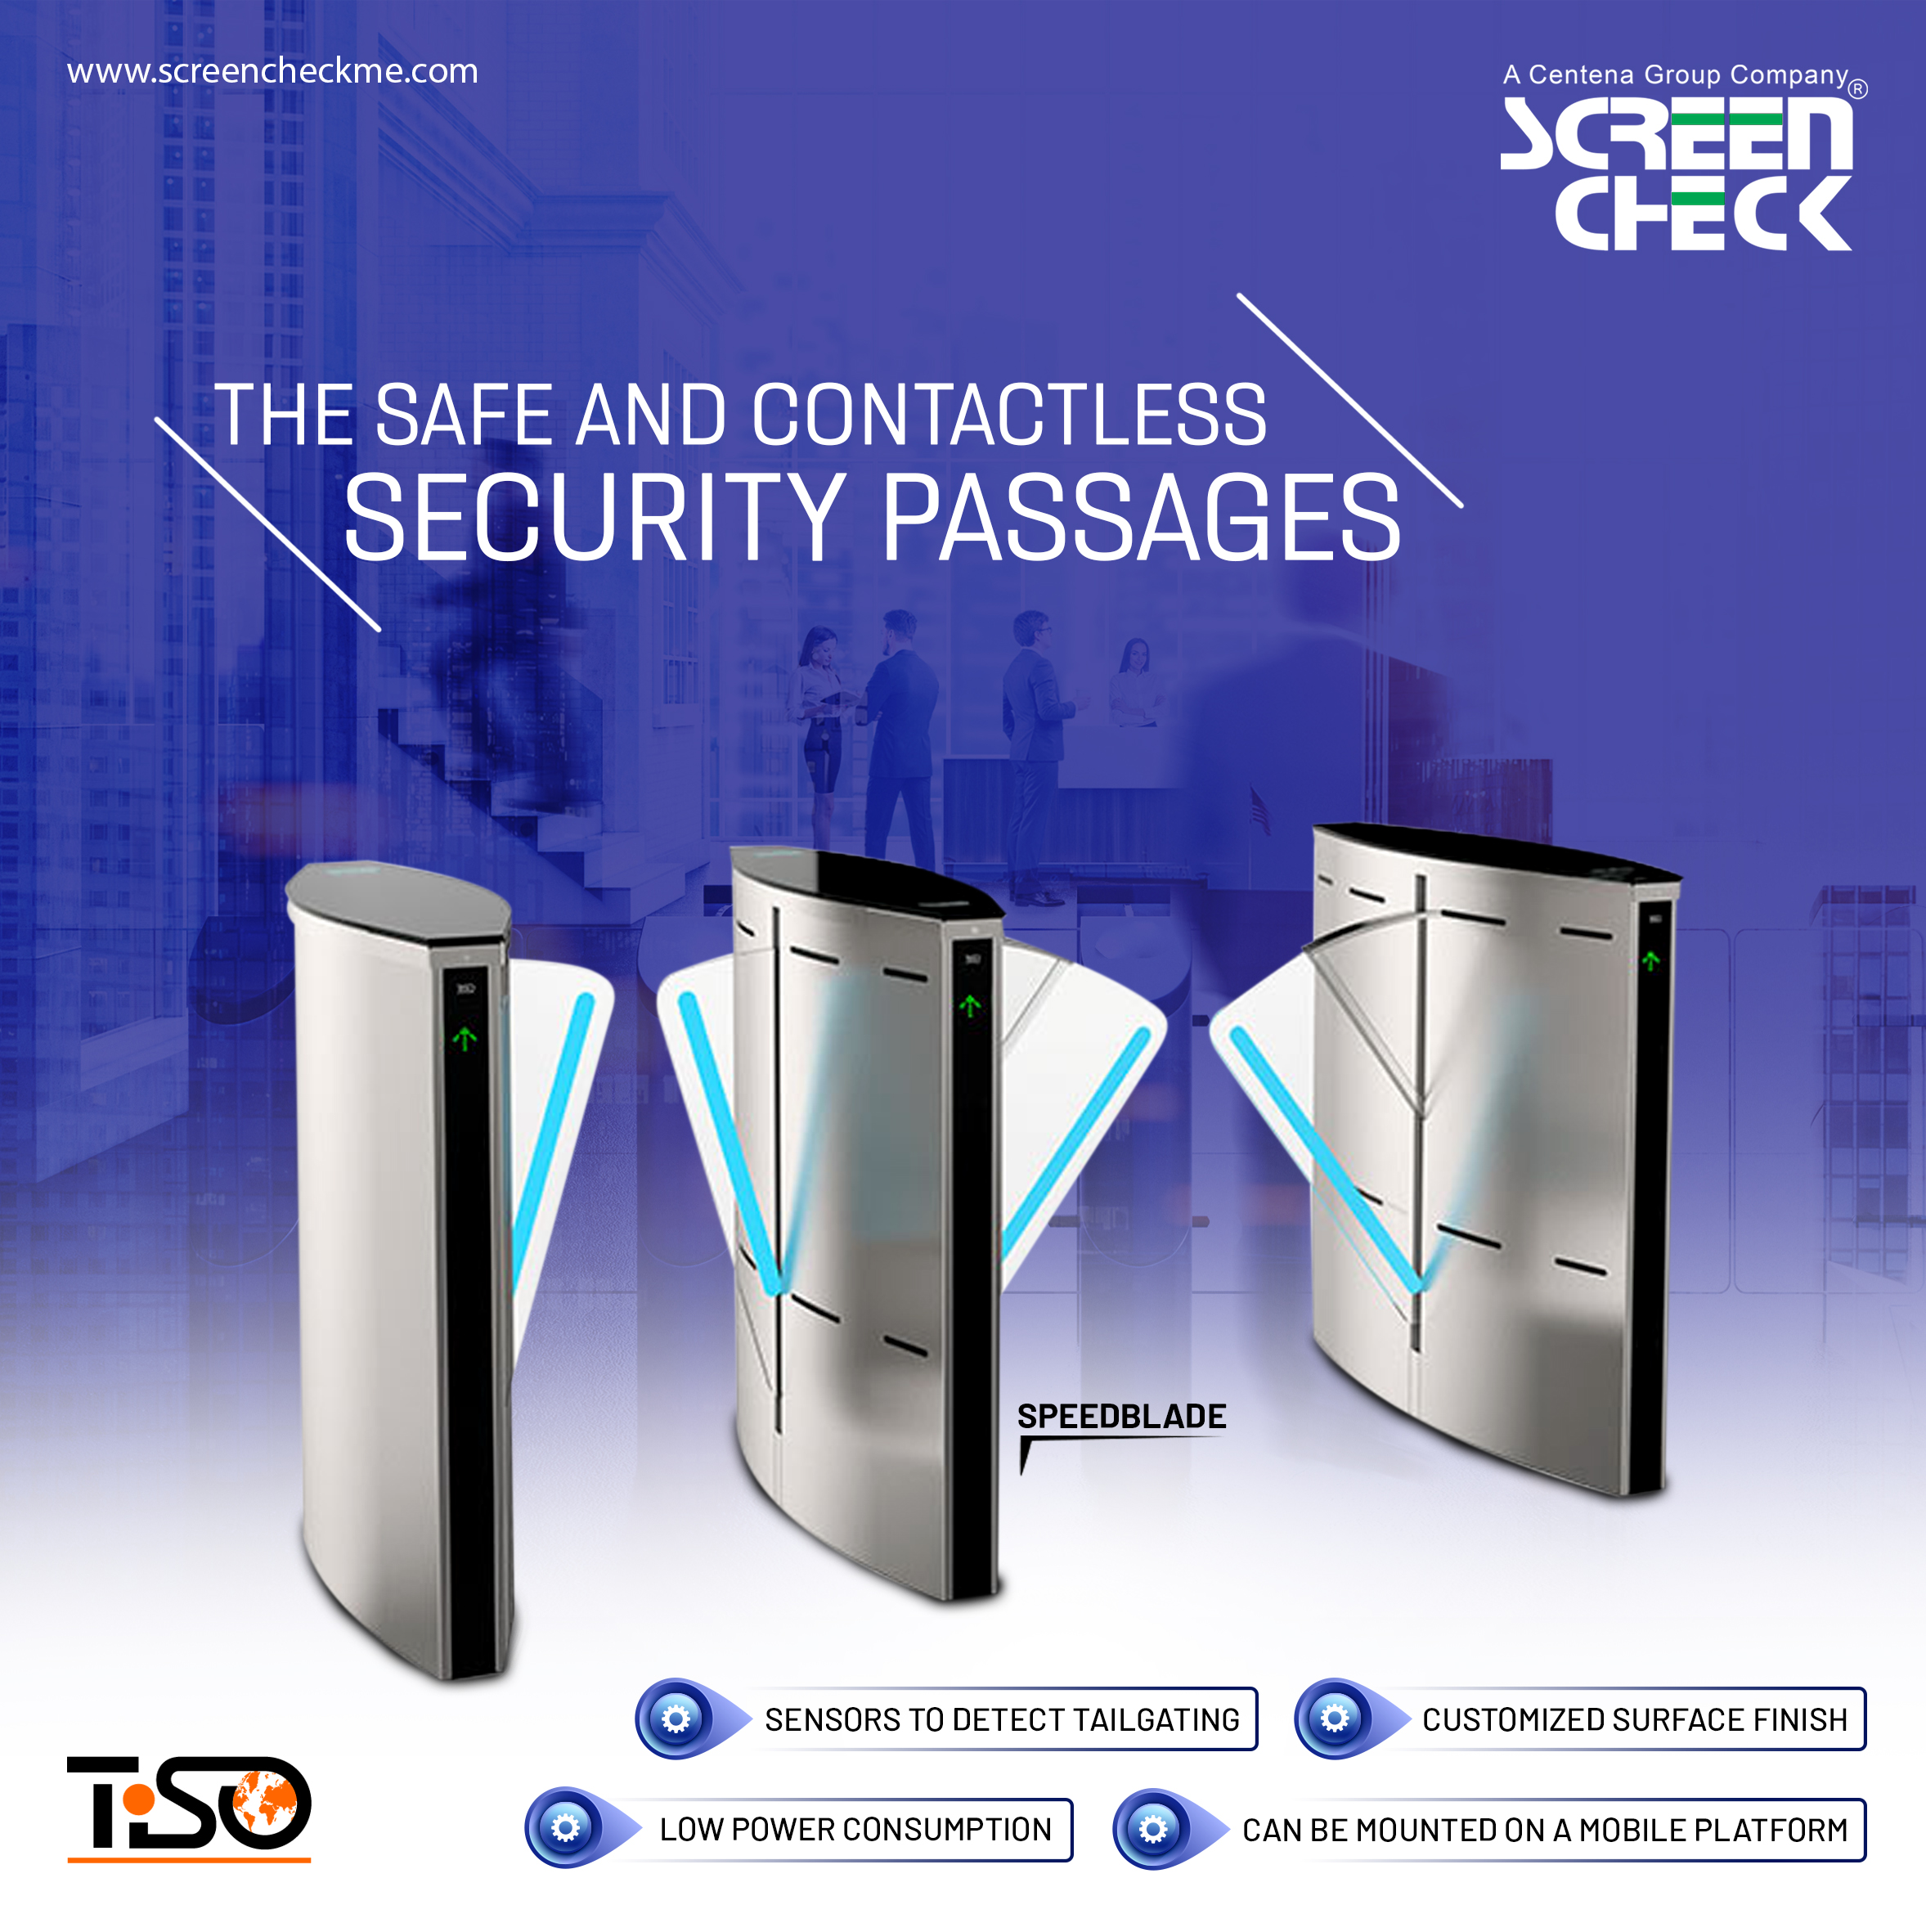 www.screencheckme.com
A Centena Group Company
SCREEN®
CHECK
THE SAFE AND CONTACTLESS
SECURITY PASSAGES
SPEEDBLADE
SENSORS TO DETECT TAILGATING
CUSTOMIZED SURFACE FINISH
TiSO
LOW POWER CONSUMPTION
CAN BE MOUNTED ON A MOBILE PLATFORM